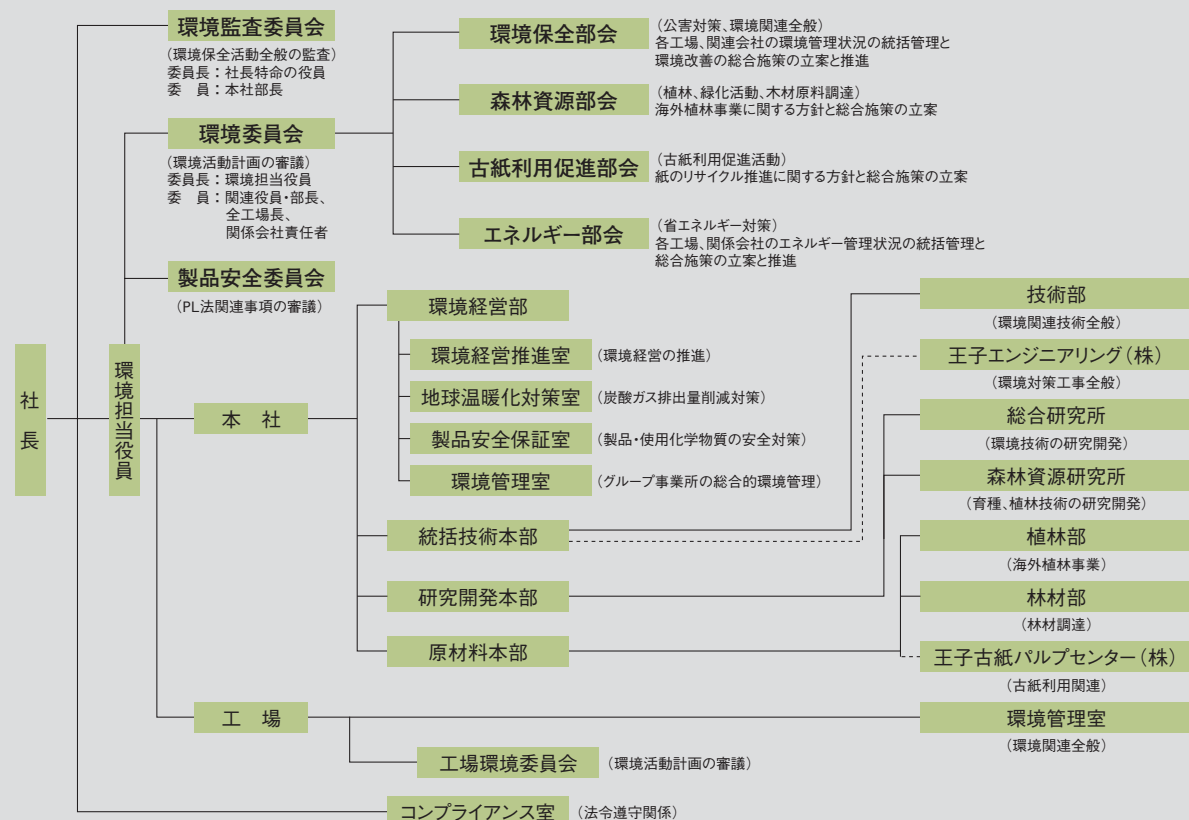 環境監査委員会
(環境保全活動全般の監査)
委員長：社長特命の役員
委　員：本社部長
環境委員会
(環境活動計画の審議)
委員長：環境担当役員
委　員：関連役員・部長、
全工場長、
関係会社責任者
製品安全委員会
(PL法関連事項の審議)
環境保全部会
(公害対策、環境関連全般)
各工場、関連会社の環境管理状況の統括管理と
環境改善の総合施策の立案と推進
森林資源部会
(植林、緑化活動、木材原料調達)
海外植林事業に関する方針と総合施策の立案
古紙利用促進部会
(古紙利用促進活動)
紙のリサイクル推進に関する方針と総合施策の立案
エネルギー部会
(省エネルギー対策)
各工場、関係会社のエネルギー管理状況の統括管理と
総合施策の立案と推進
社長
環境担当役員
本　社
環境経営部
環境経営推進室
(環境経営の推進)
地球温暖化対策室
(炭酸ガス排出量削減対策)
製品安全保証室
(製品・使用化学物質の安全対策)
環境管理室
(グループ事業所の総合的環境管理)
統括技術本部
研究開発本部
原材料本部
技術部
(環境関連技術全般)
王子エンジニアリング(株)
(環境対策工事全般)
総合研究所
(環境技術の研究開発)
森林資源研究所
(育種、植林技術の研究開発)
植林部
(海外植林事業)
林材部
(林材調達)
王子古紙パルプセンター(株)
(古紙利用関連)
工　場
環境管理室
(環境関連全般)
工場環境委員会
(環境活動計画の審議)
コンプライアンス室
(法令遵守関係)